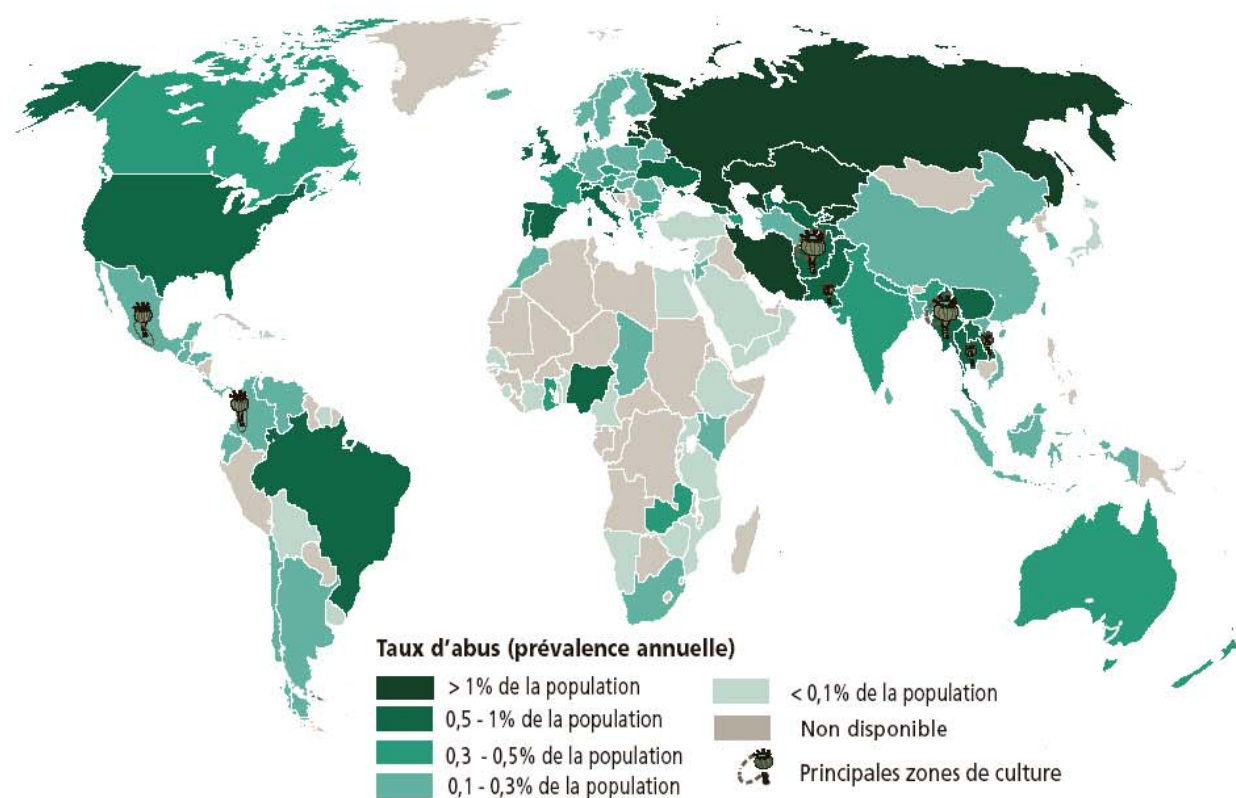 Taux d'abus (prévalence annuelle)
> 1% de la population
0,5 - 1% de la population
0,3 - 0,5% de la population
0,1 - 0,3% de la population
< 0,1% de la population
Non disponible
Principales zones de culture